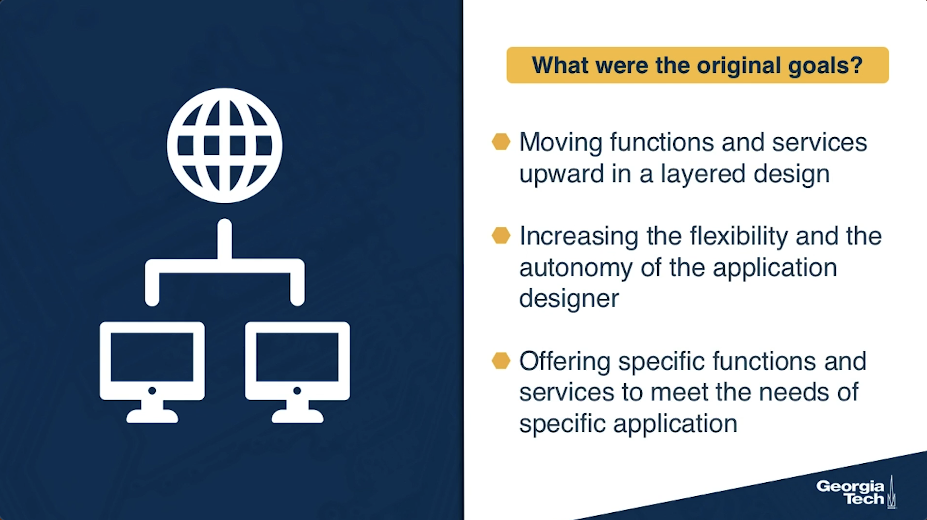 What were the original goals?
Moving functions and services
upward in a layered design
Increasing the flexibility and the
autonomy of the application
designer
Offering specific functions and
services to meet the needs of
specific application
Georgia
Tech